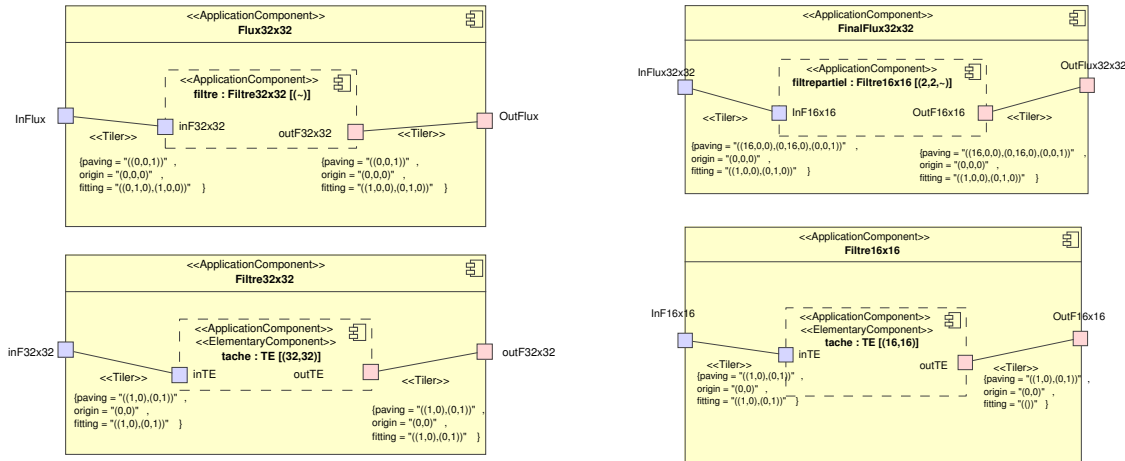 <<ApplicationComponent>>
Flux32x32
<<ApplicationComponent>>
filtre : Filtre32x32 [(~)]
InFlux
inF32x32
outF32x32
OutFlux
<<Tiler>>
<<Tiler>>
{paving = "((0,0,1))" ,
origin = "(0,0,0)" ,
fitting = "((0,1,0),(1,0,0))" }
{paving = "((0,0,1))" ,
origin = "(0,0,0)" ,
fitting = "((1,0,0),(0,1,0))" }
<<ApplicationComponent>>
FinalFlux32x32
InFlux32x32
<<ApplicationComponent>>
filtrepartiel : Filtre16x16 [(2,2,~)]
OutFlux32x32
InF16x16
OutF16x16
<<Tiler>>
<<Tiler>>
{paving = "((16,0,0),(0,16,0),(0,0,1))" ,
origin = "(0,0,0)" ,
fitting = "((1,0,0),(0,1,0))" }
{paving = "((16,0,0),(0,16,0),(0,0,1))" ,
origin = "(0,0,0)" ,
fitting = "((1,0,0),(0,1,0))" }
<<ApplicationComponent>>
Filtre32x32
<<ApplicationComponent>>
<<ElementaryComponent>>
tache : TE [(32,32)]
inF32x32
inTE
outTE
outF32x32
<<Tiler>>
<<Tiler>>
{paving = "((1,0),(0,1))" ,
origin = "(0,0)" ,
fitting = "((1,0),(0,1))" }
{paving = "((1,0),(0,1))" ,
origin = "(0,0)" ,
fitting = "((1,0),(0,1))" }
<<ApplicationComponent>>
Filtre16x16
InF16x16
<<ApplicationComponent>>
<<ElementaryComponent>>
tache : TE [(16,16)]
OutF16x16
inTE
outTE
<<Tiler>>
<<Tiler>>
{paving = "((1,0),(0,1))" ,
origin = "(0,0)" ,
fitting = "((1,0),(0,1))" }
{paving = "((1,0),(0,1))" ,
origin = "(0,0)" ,
fitting = "(())" }